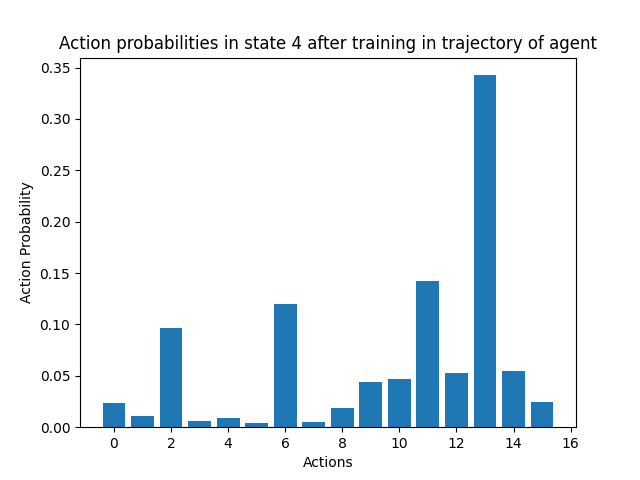 Action probabilities in state 4 after training in trajectory of agent
0.35
0.30
0.25
0.20
0.15
0.10
0.05
0.00
Action Probability
0 2 4 6 8 10 12 14 16
Actions